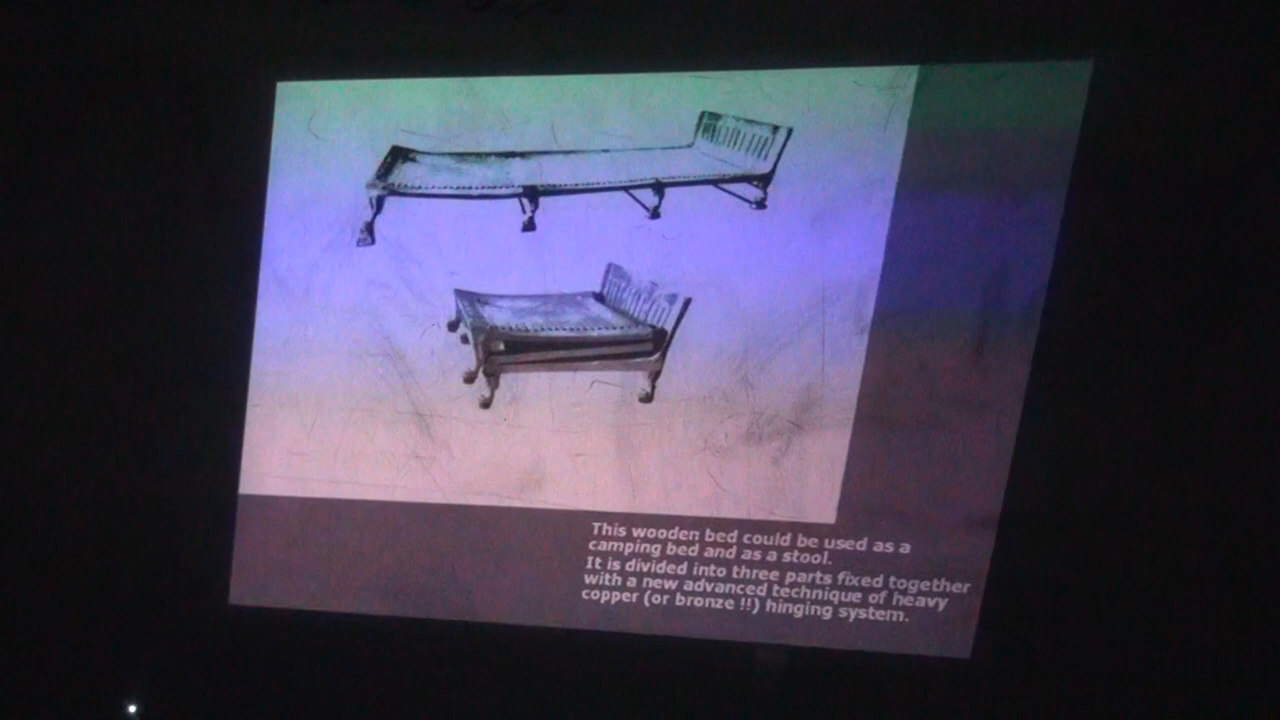 This wooden bed could be used as a
camping bed and as a stool.
It is divided into three parts fixed together
with a new advanced technique of heavy
copper (or bronze !!) hinging system.